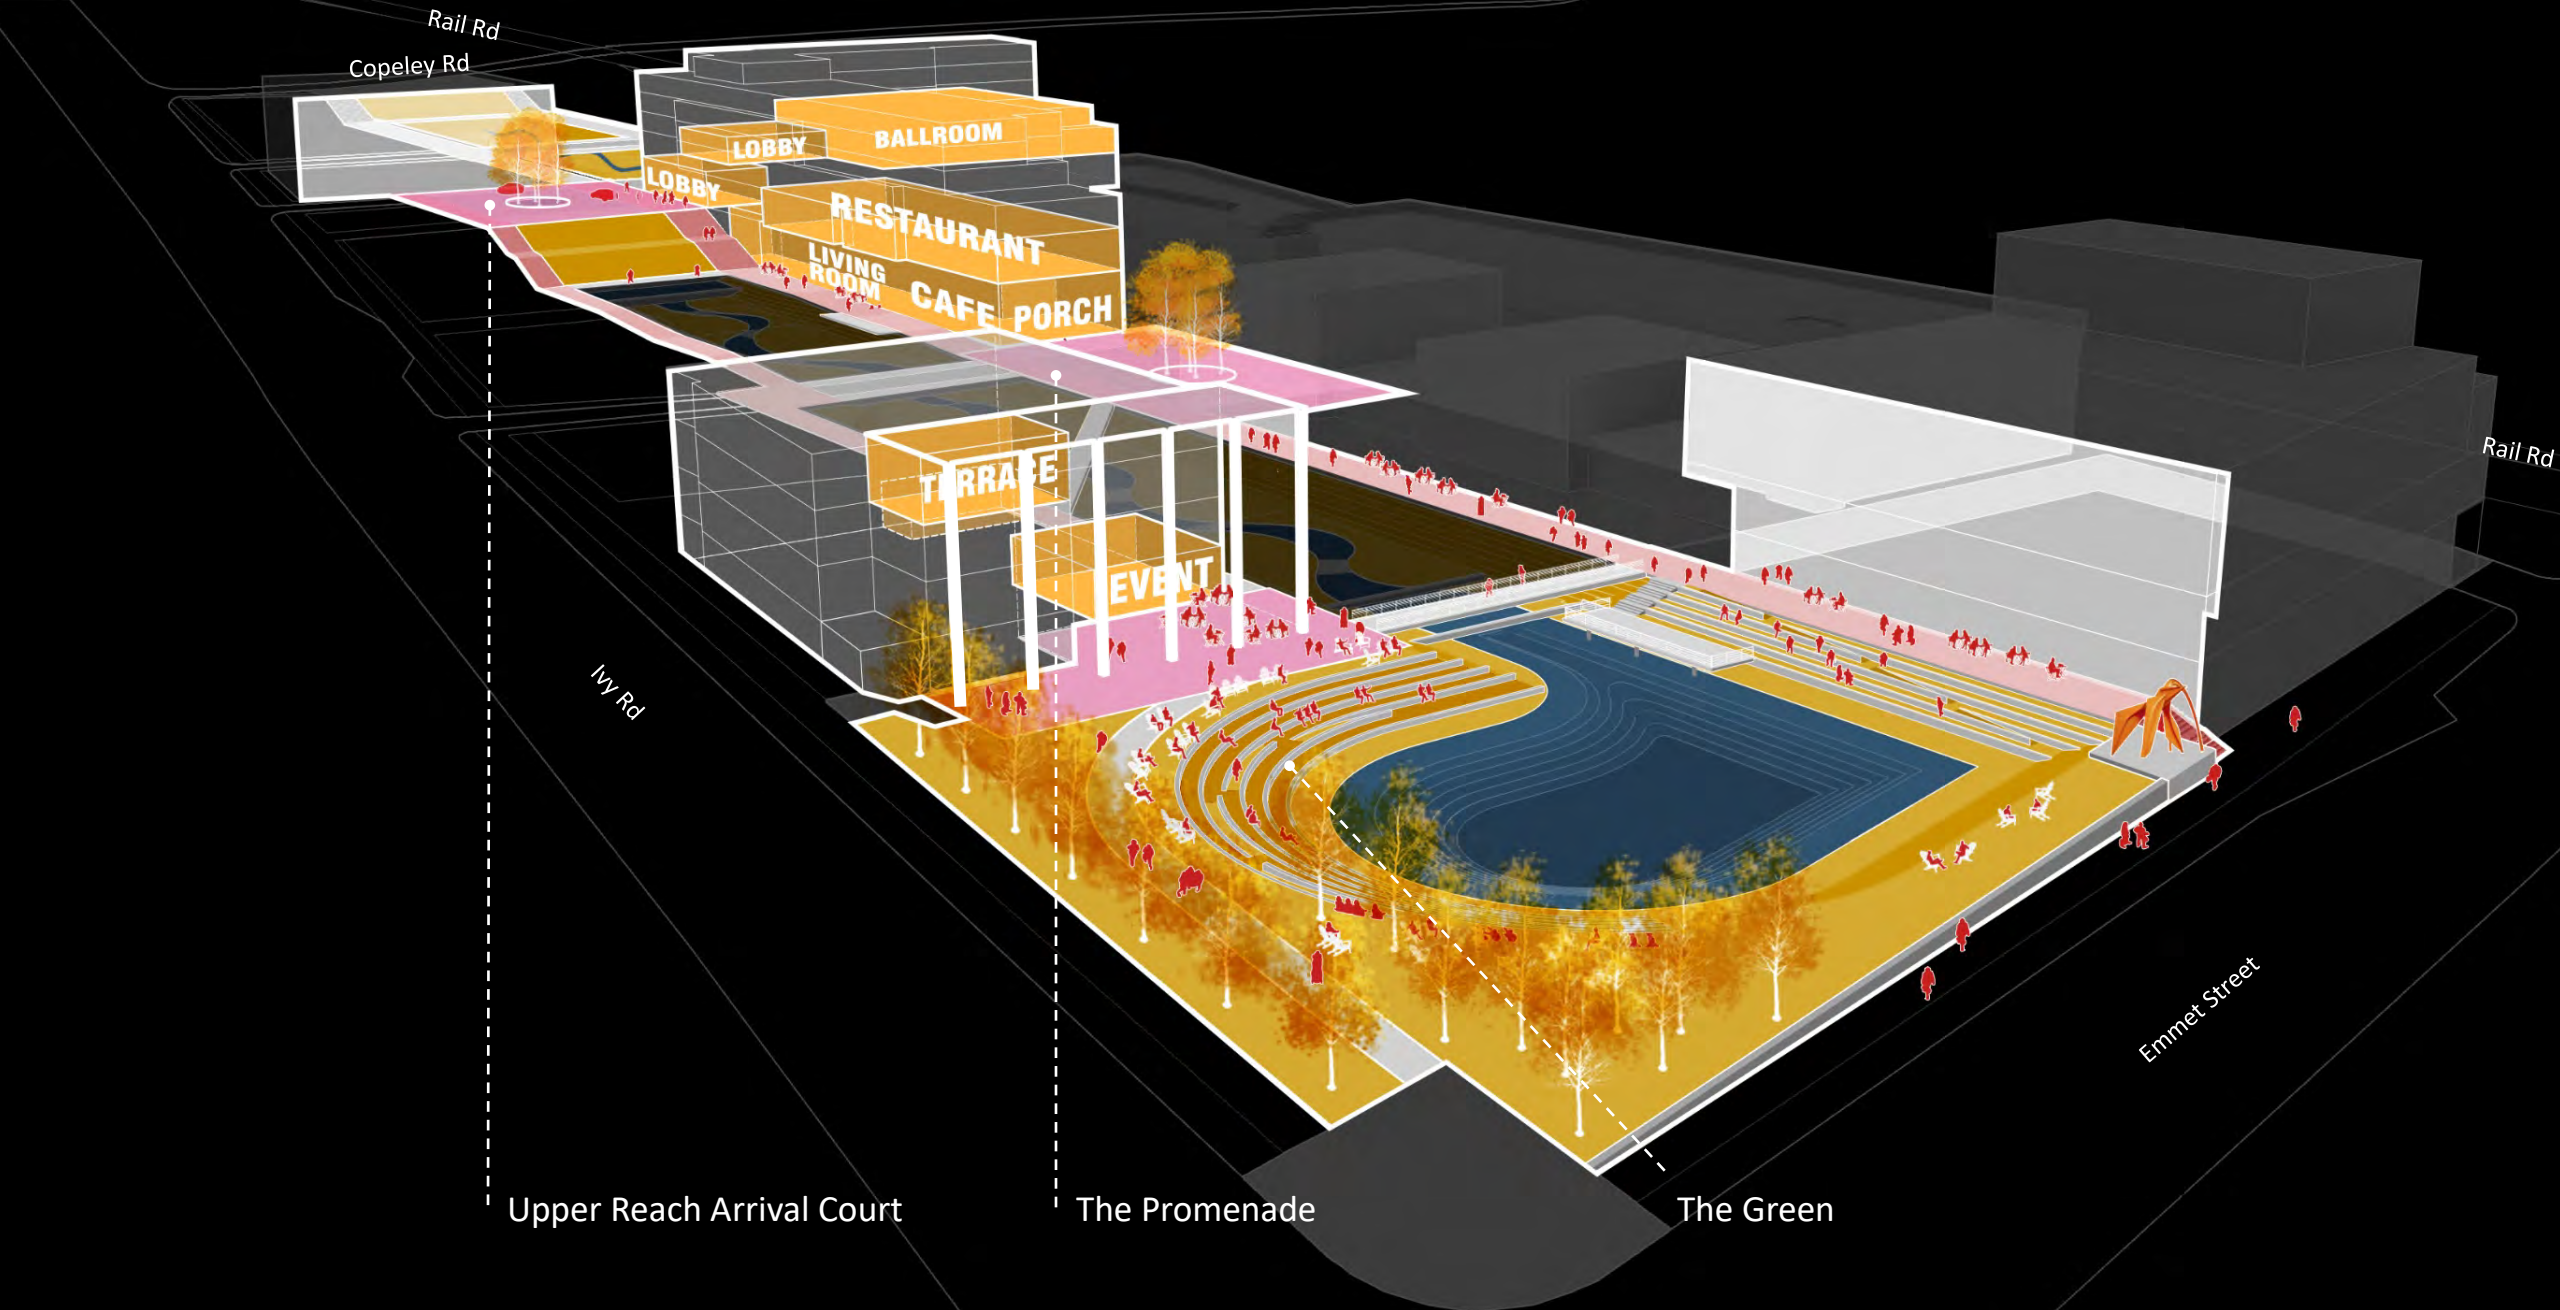 Rail Rd
Copeley Rd
BALLROOM
LOBBY
LOBBY
RESTAURANT
LIVING
ROOM
CAFE
PORCH
TERRACE
EVENT
Rail Rd
Ivy Rd
Emmet Street
Upper Reach Arrival Court
The Promenade
The Green